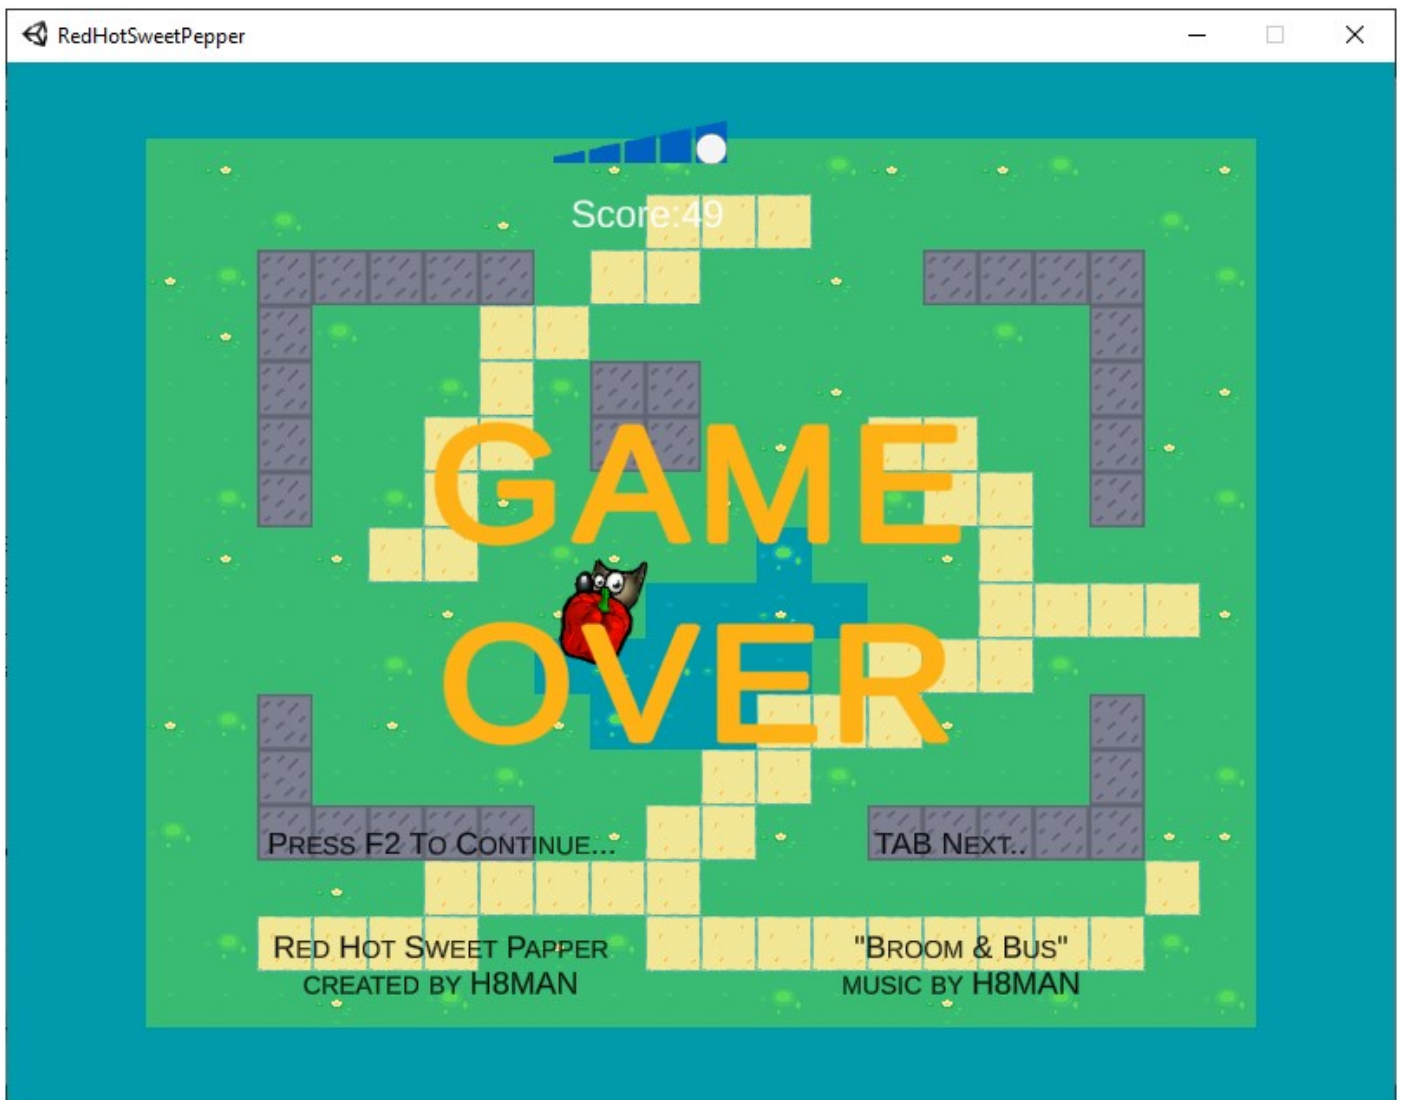 RedHotSweetPepper
Score:49
GAME
OVER
PRESS F2 TO CONTINUE...
TAB NEXT..
RED HOT SWEET PAPPER
CREATED BY H8MAN
"BROOM & BUS"
MUSIC BY H8MAN